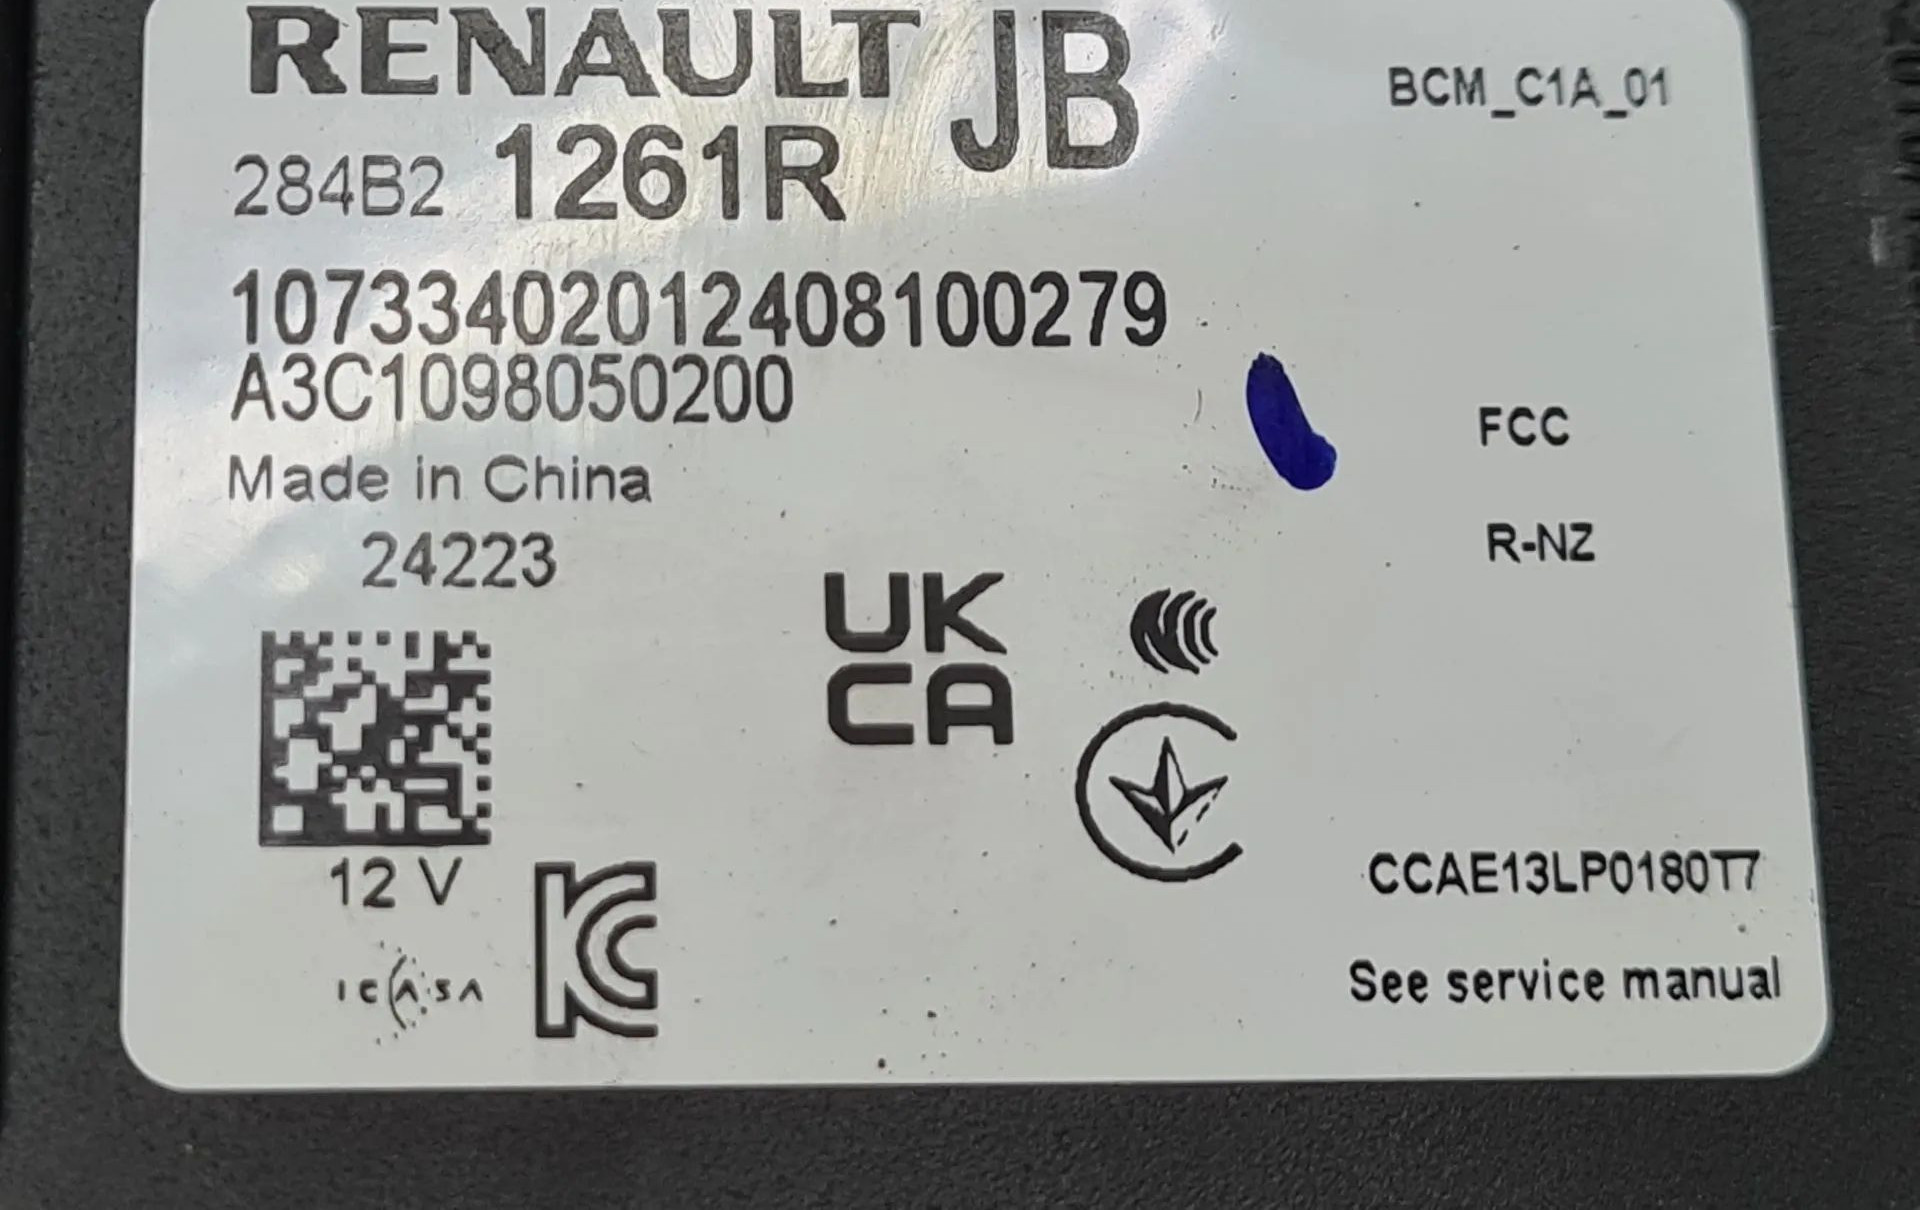 RENAULT JB
BCM_C1A_01
284B2 1261R
10733402012408100279
A3C1098050200
Made in China
FCC
24223
R-NZ
UK
CA
12 V
CCAE13LP0180T7
ICASA
See service manual